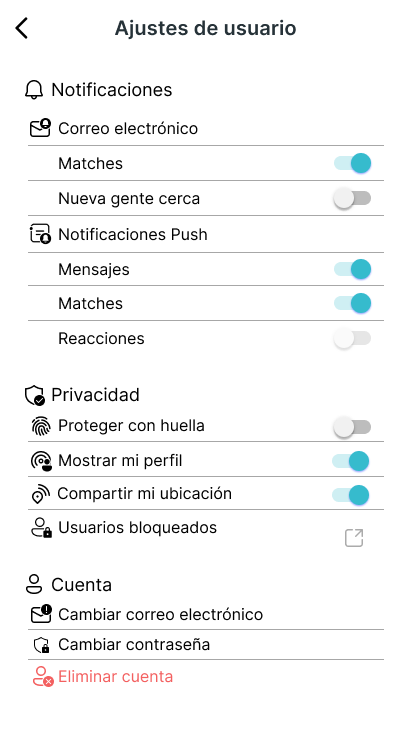 Ajustes de usuario
Notificaciones
Correo electrónico
Matches
Nueva gente cerca
Notificaciones Push
Mensajes
Matches
Reacciones
Privacidad
Proteger con huella
Mostrar mi perfil
Compartir mi ubicación
Usuarios bloqueados
Cuenta
Cambiar correo electrónico
Cambiar contraseña
Eliminar cuenta